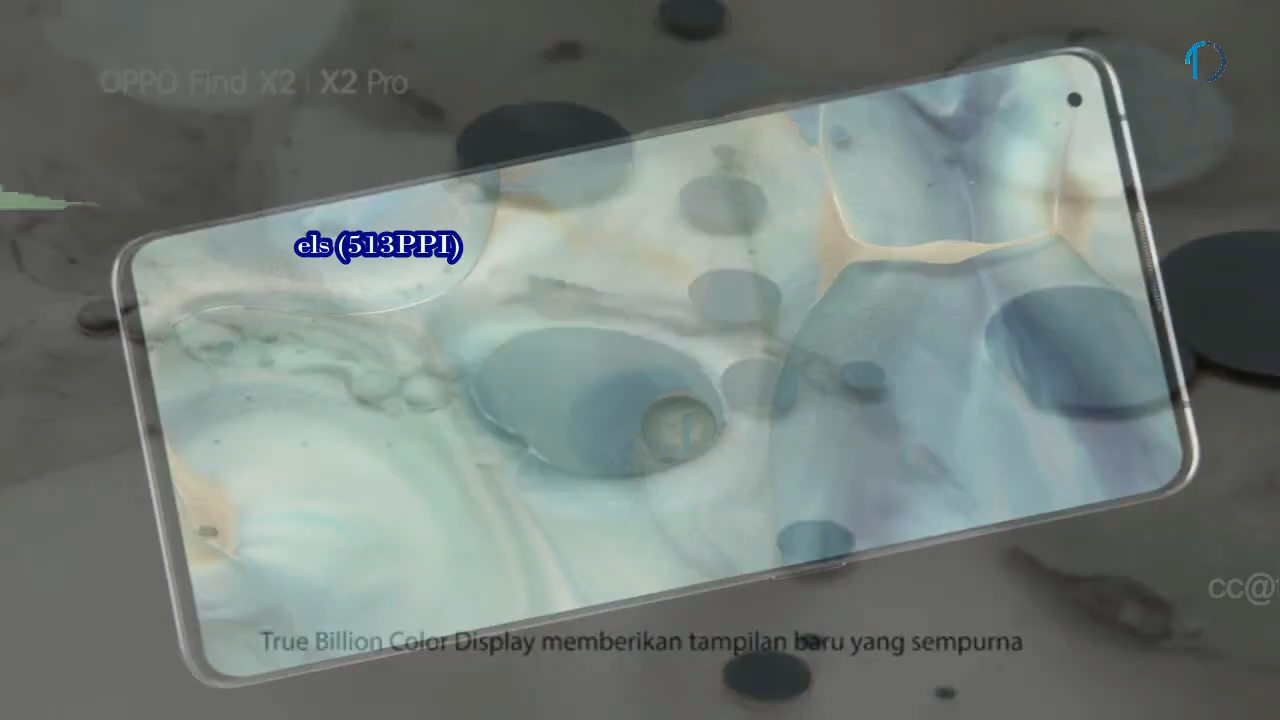 OPPO Find X2 | X2 Pro
els (513PPI)
cc@
True Billion Color Display memberikan tampilan baru yang sempurna